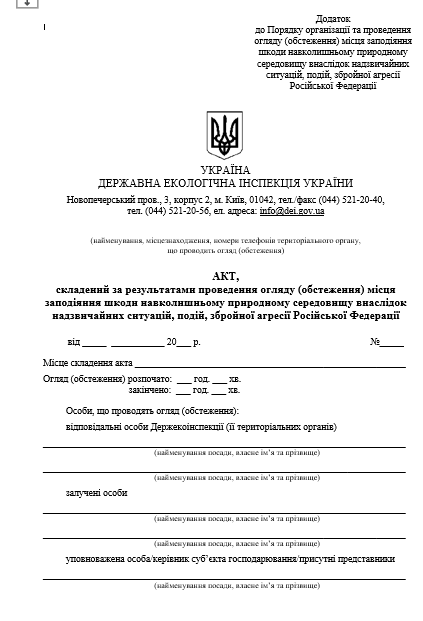 Додаток
до Порядку організації та проведення
огляду (обстеження) місця заподіяння
шкоди навколишньому природному
середовищу внаслідок надзвичайних
ситуацій, подій, збройної агресії
Російської Федерації
УКРАЇНА
ДЕРЖАВНА ЕКОЛОГІЧНА ІНСПЕКЦІЯ УКРАЇНИ
Новопечерський пров., 3, корпус 2, м. Київ, 01042, тел./факс (044) 521-20-40,
тел. (044) 521-20-56, ел. адреса: info@dei.gov.ua
(найменування, місцезнаходження, номери телефонів територіального органу,
що проводить огляд (обстеження)
АКТ,
складений за результатами проведення огляду (обстеження) місця
заподіяння шкоди навколишньому природному середовищу внаслідок
надзвичайних ситуацій, подій, збройної агресії Російської Федерації
від _____ ___________ 20___ р. №_____
Місце складення акта ______________________________
Огляд (обстеження) розпочато: ___ год. ___ хв.
закінчено: ___ год. ___ хв.
Особи, що проводять огляд (обстеження):
відповідальні особи Держекоінспекції (її територіальних органів)
(найменування посади, власне ім’я та прізвище)
(найменування посади, власне ім’я та прізвище)
залучені особи
(найменування посади, власне ім’я та прізвище)
(найменування посади, власне ім’я та прізвище)
уповноважена особа/керівник суб’єкта господарювання/присутні представники
(найменування посади, власне ім’я та прізвище)